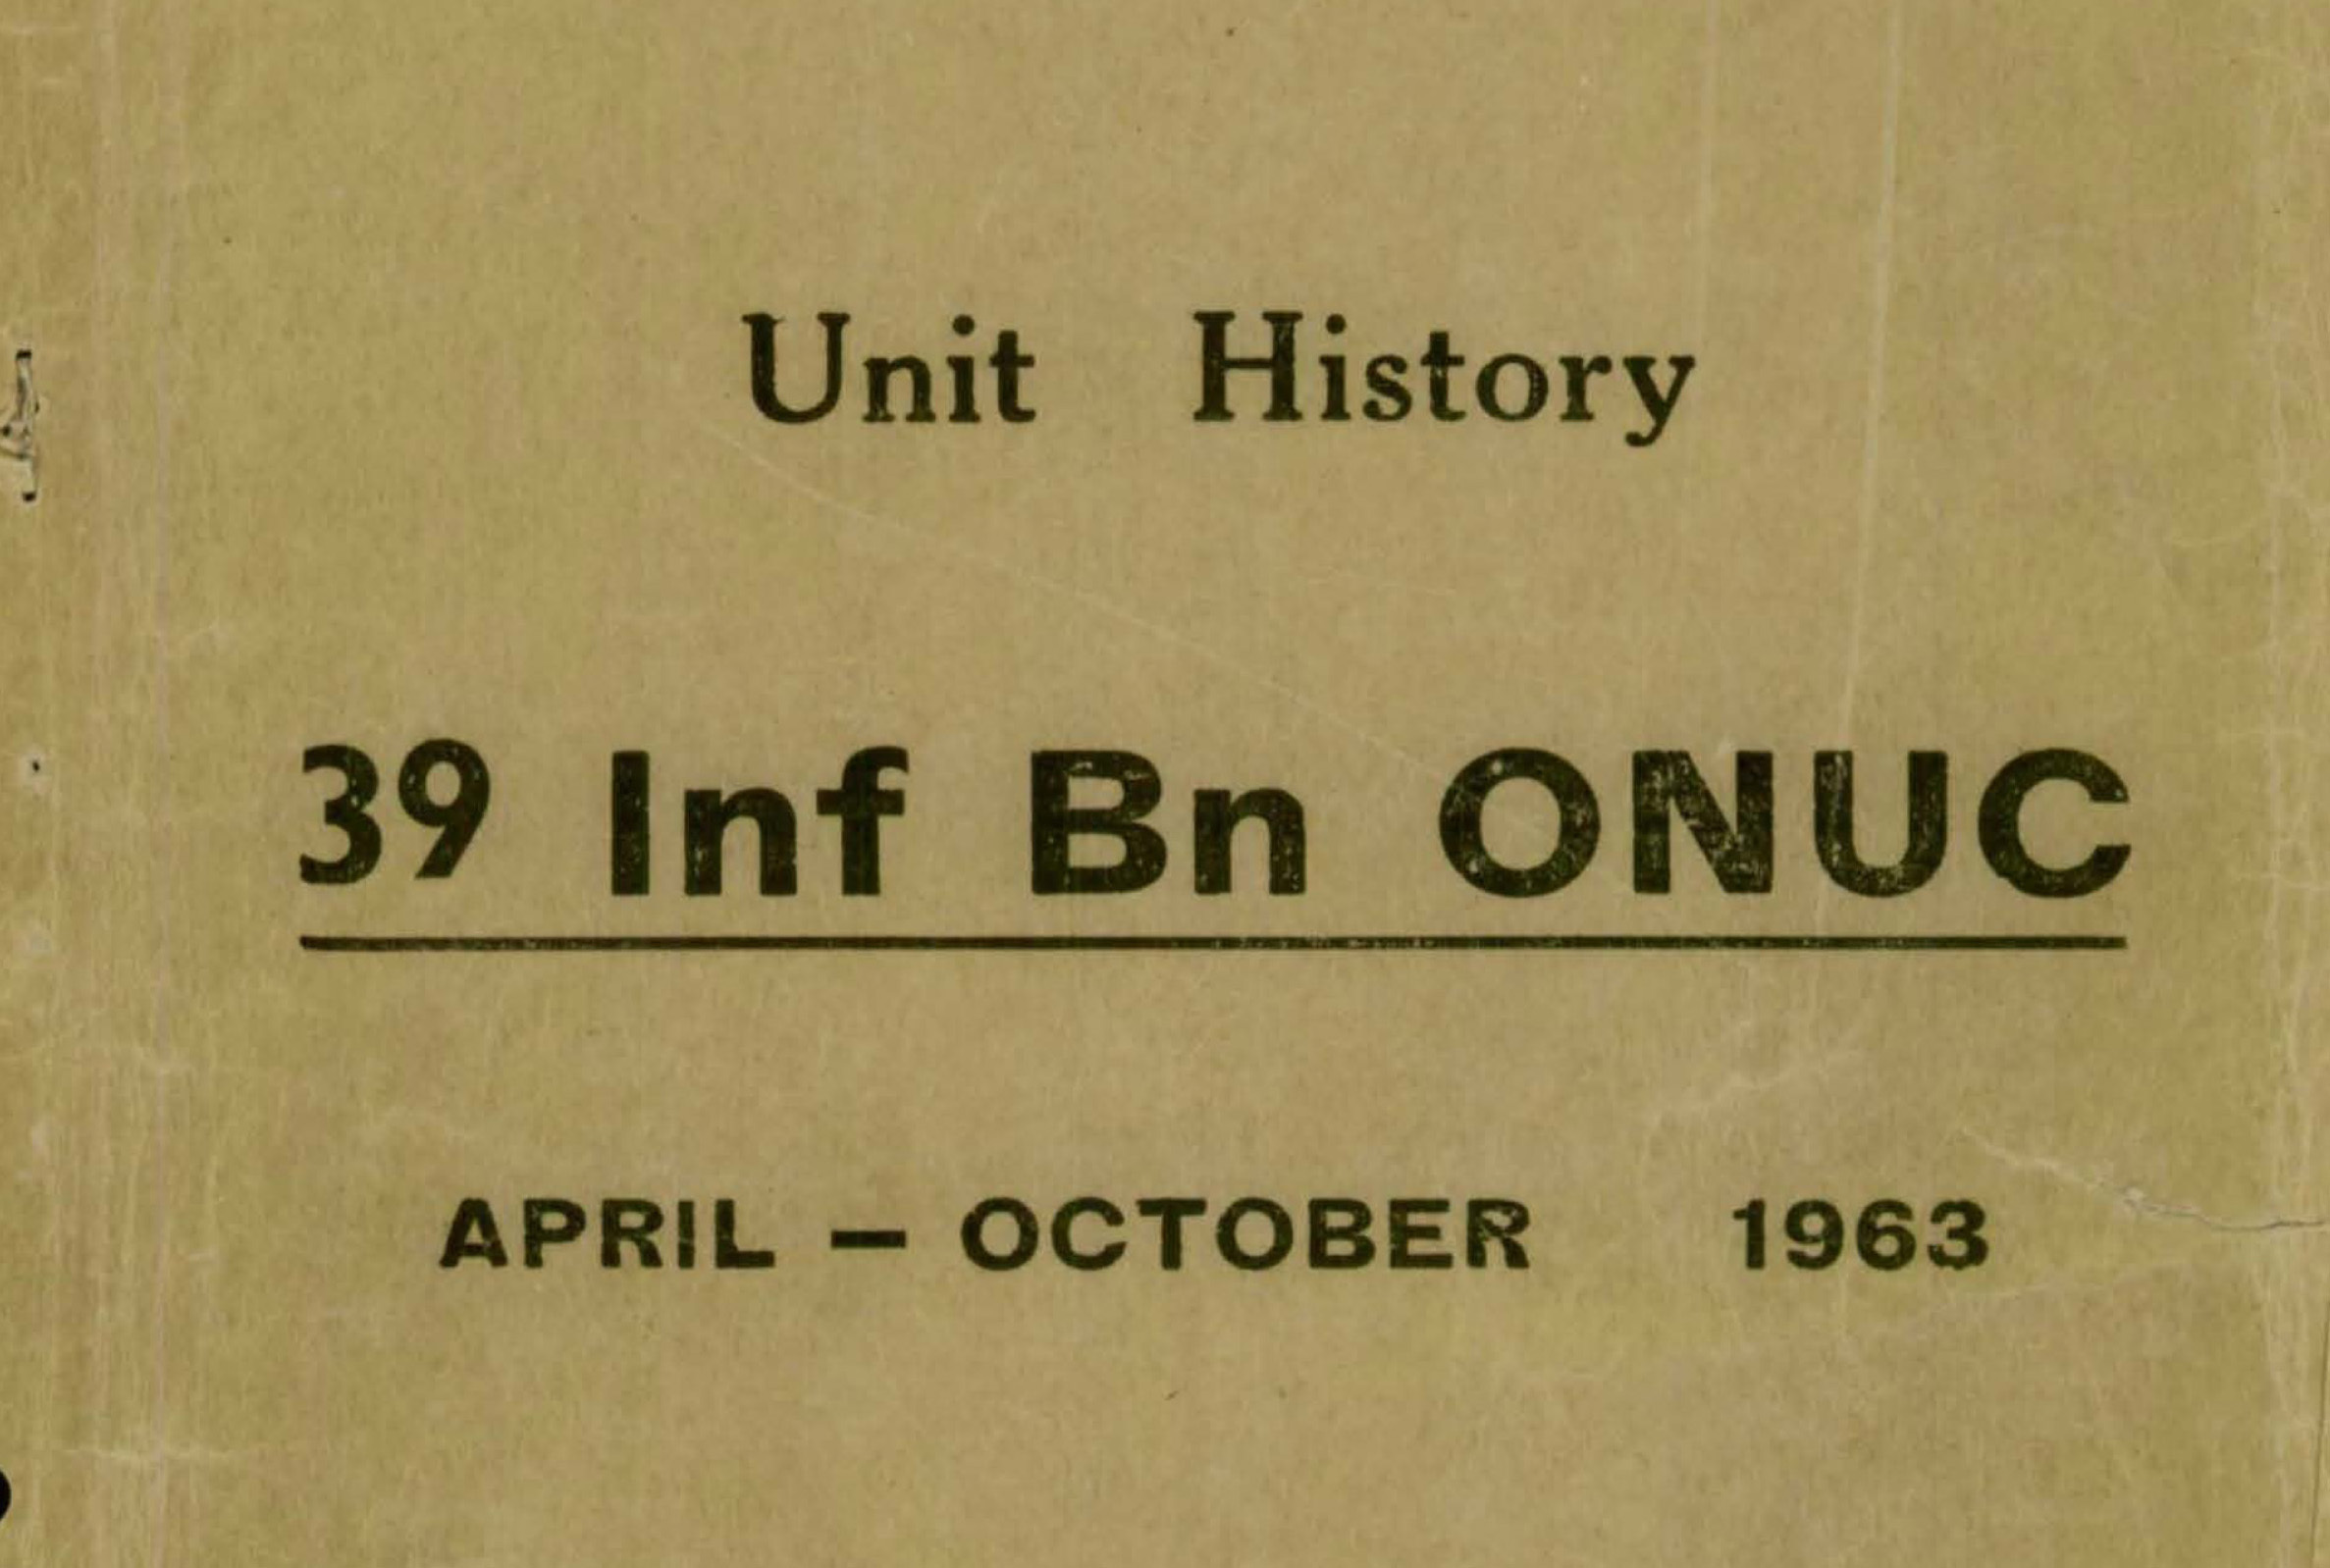 Unit History
39 Inf Bn ONUC
APRIL — OCTOBER 1963